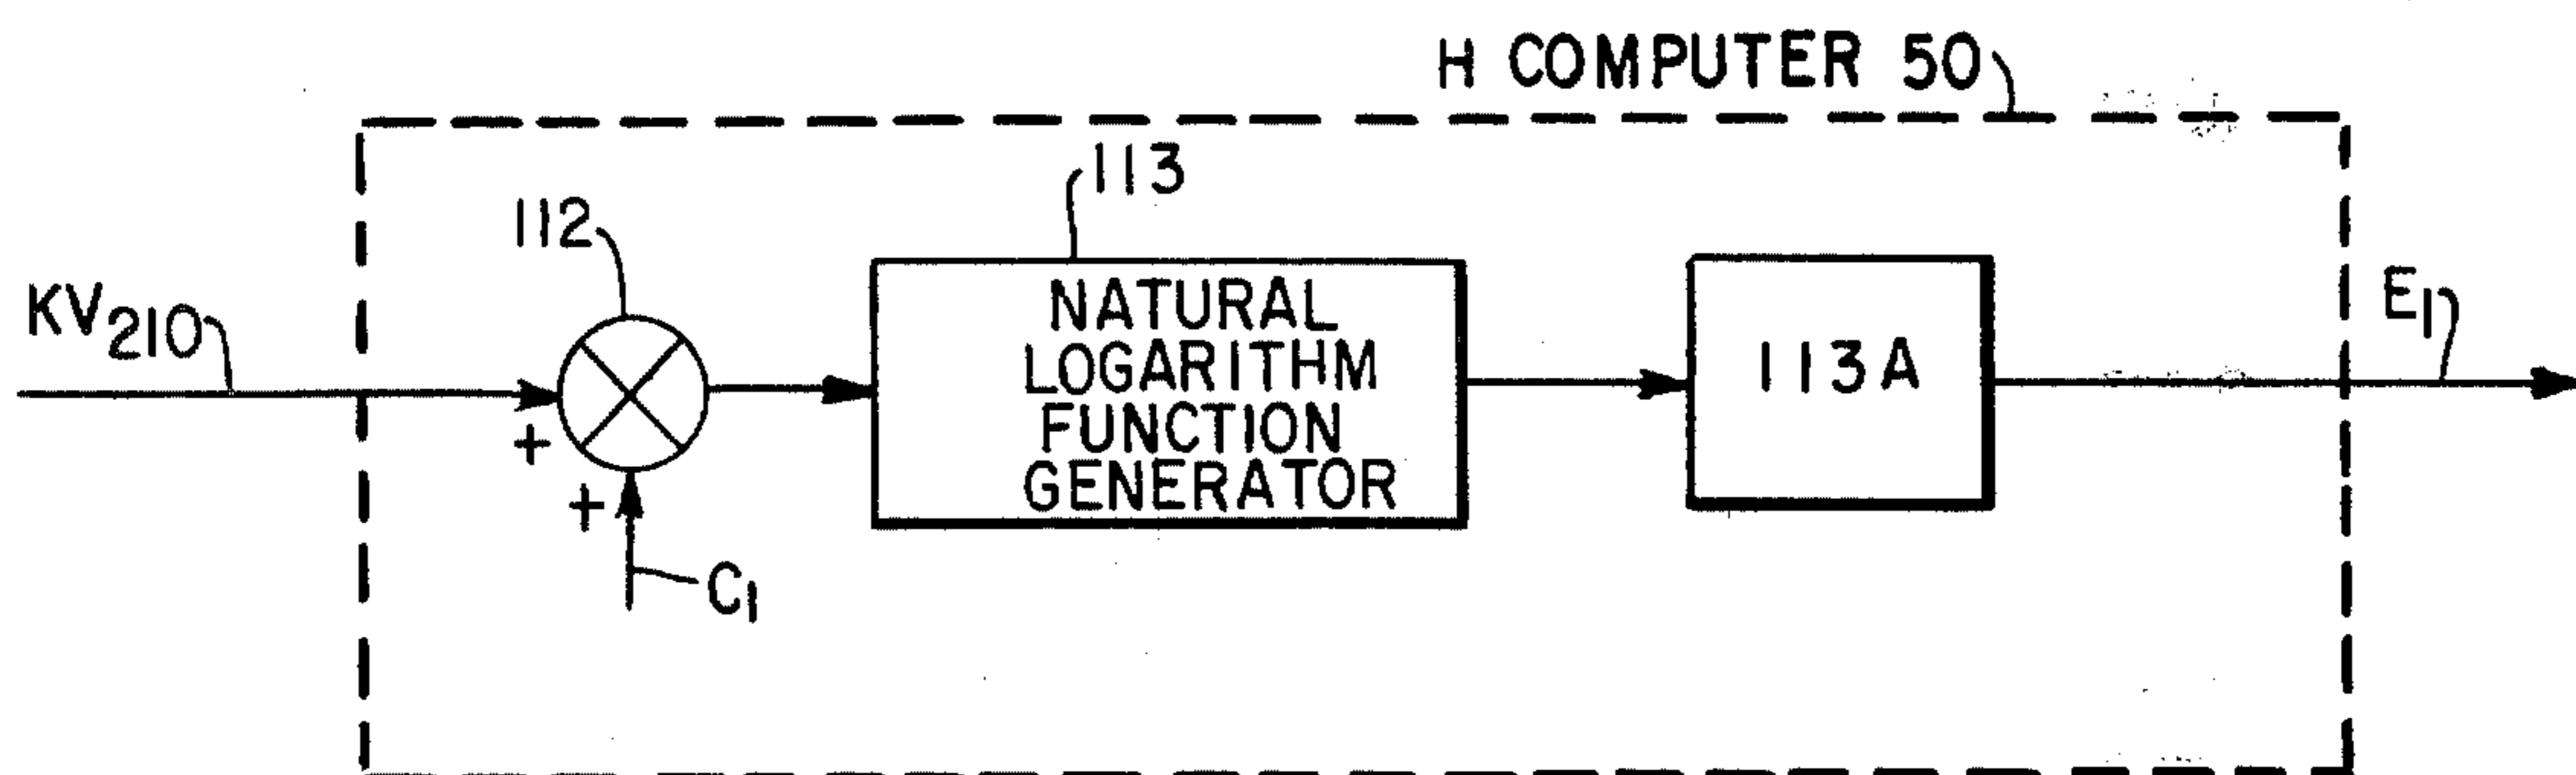 H COMPUTER 50
113
112
KV210
NATURAL
LOGARITHM
FUNCTION
GENERATOR
113A
E1
+
+
C1